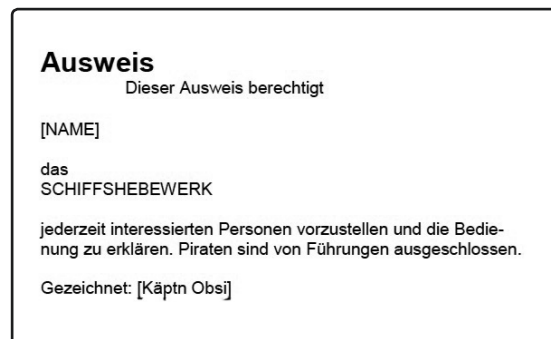 Ausweis
Dieser Ausweis berechtigt
[NAME]
das
SCHIFFSHEBEWERK
jederzeit interessierten Personen vorzustellen und die Bedie-
nung zu erklären. Piraten sind von Führungen ausgeschlossen.
Gezeichnet: [Käptn Obsi]